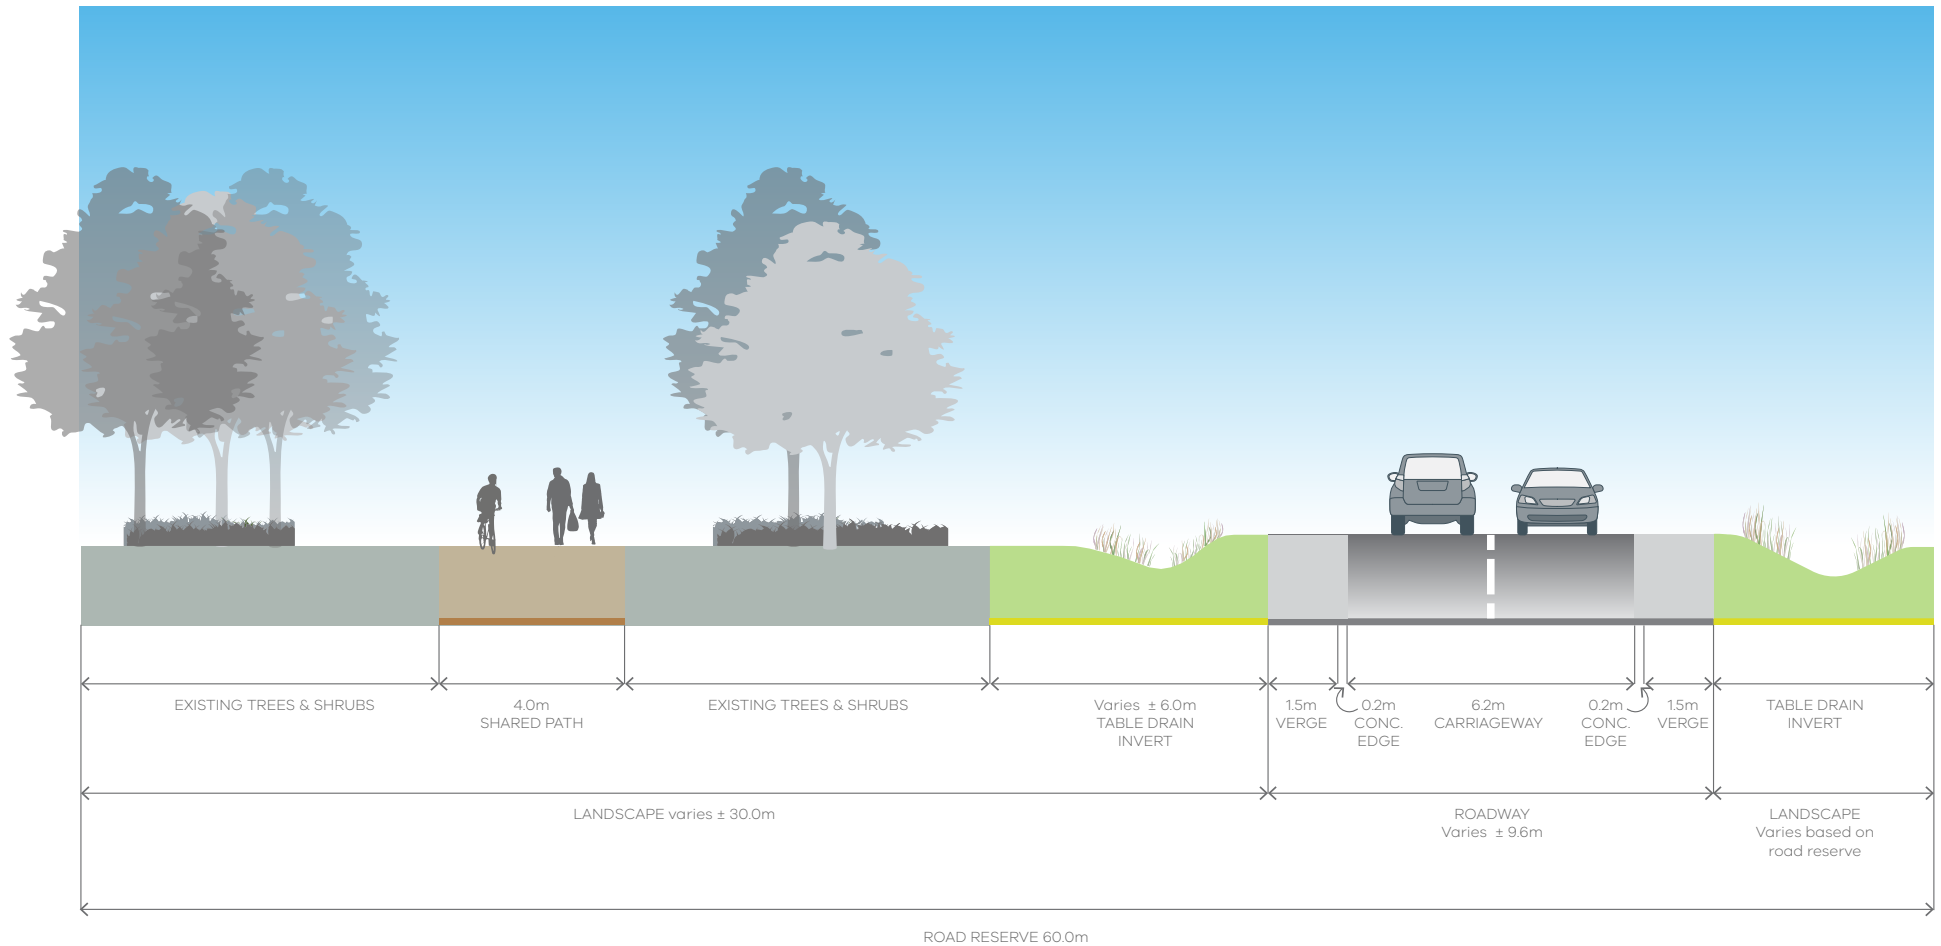 EXISTING TREES & SHRUBS
4.0m
SHARED PATH
EXISTING TREES & SHRUBS
Varies ± 6.0m
TABLE DRAIN
INVERT
1.5m
VERGE
0.2m
CONC.
EDGE
6.2m
CARRIAGEWAY
0.2m
CONC.
EDGE
1.5m
VERGE
TABLE DRAIN
INVERT
LANDSCAPE varies ± 30.0m
ROADWAY
Varies ± 9.6m
LANDSCAPE
Varies based on
road reserve
ROAD RESERVE 60.0m